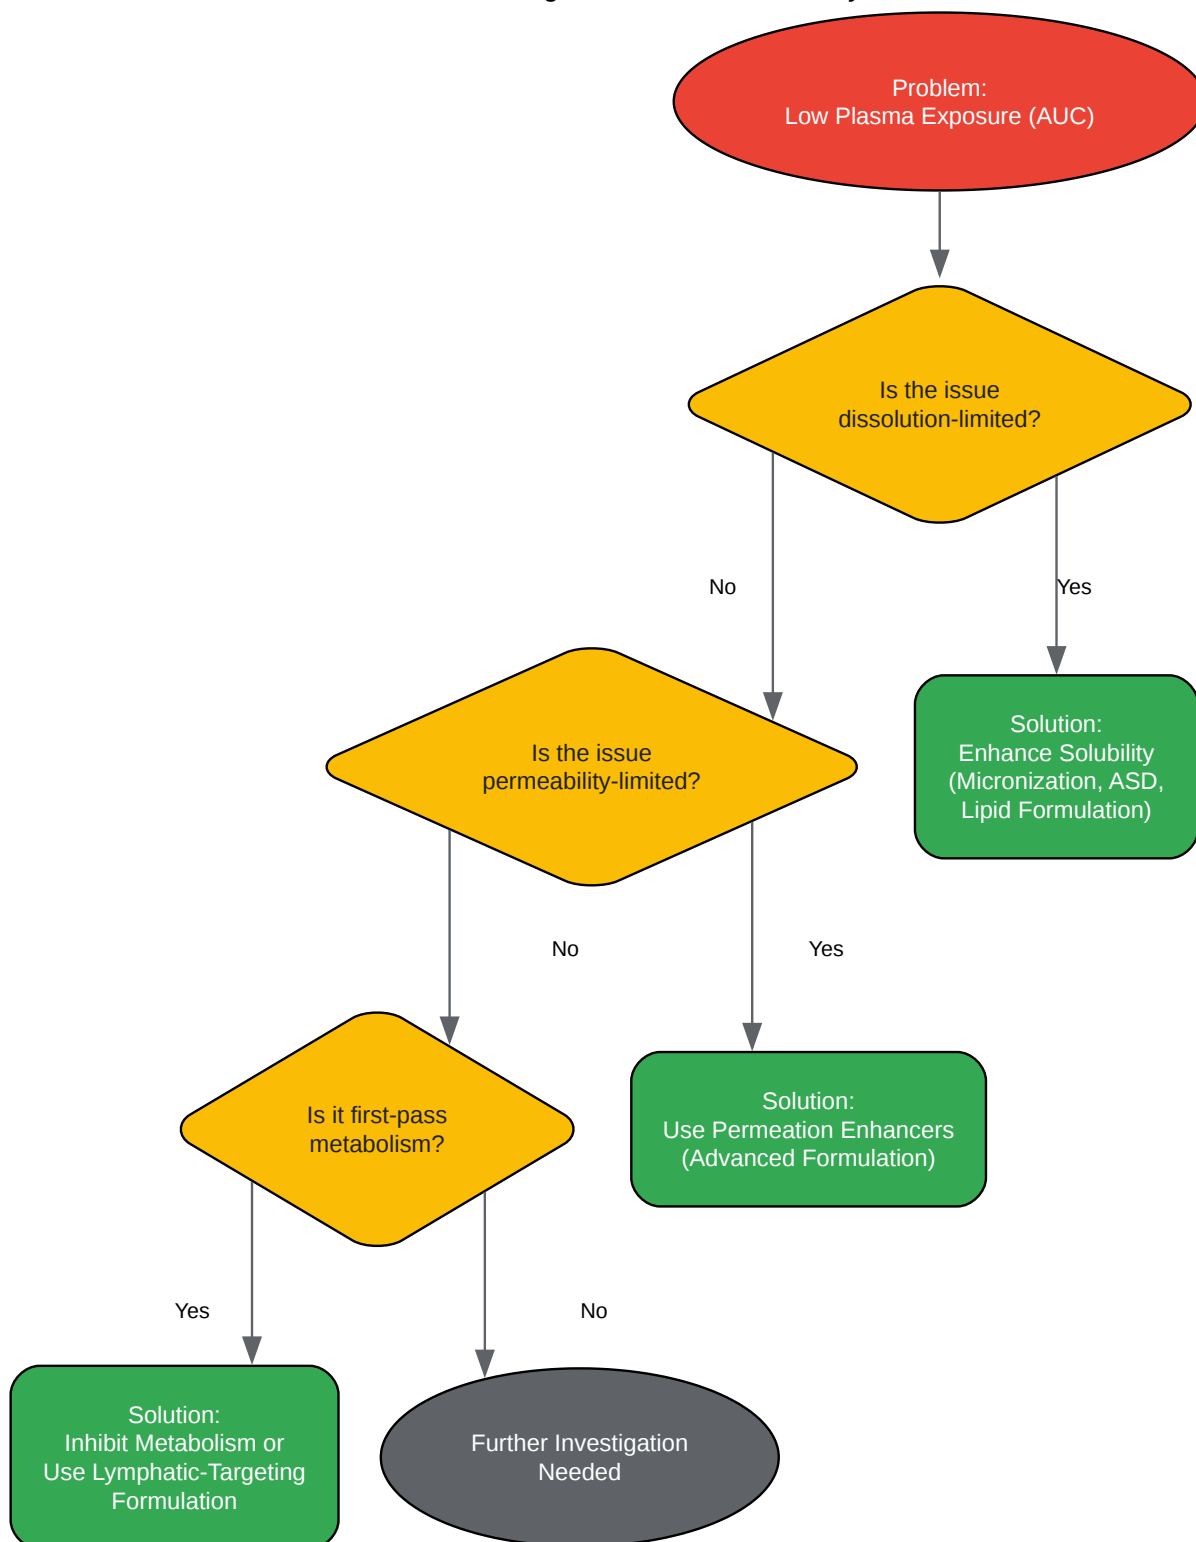 Problem:
Low Plasma Exposure (AUC)
Is the issue
dissolution-limited?
No
Yes
Is the issue
permeability-limited?
Solution:
Enhance Solubility
(Micronization, ASD,
Lipid Formulation)
No
Yes
Is it first-pass
metabolism?
Solution:
Use Permeation Enhancers
(Advanced Formulation)
Yes
No
Solution:
Inhibit Metabolism or
Use Lymphatic-Targeting
Formulation
Further Investigation
Needed